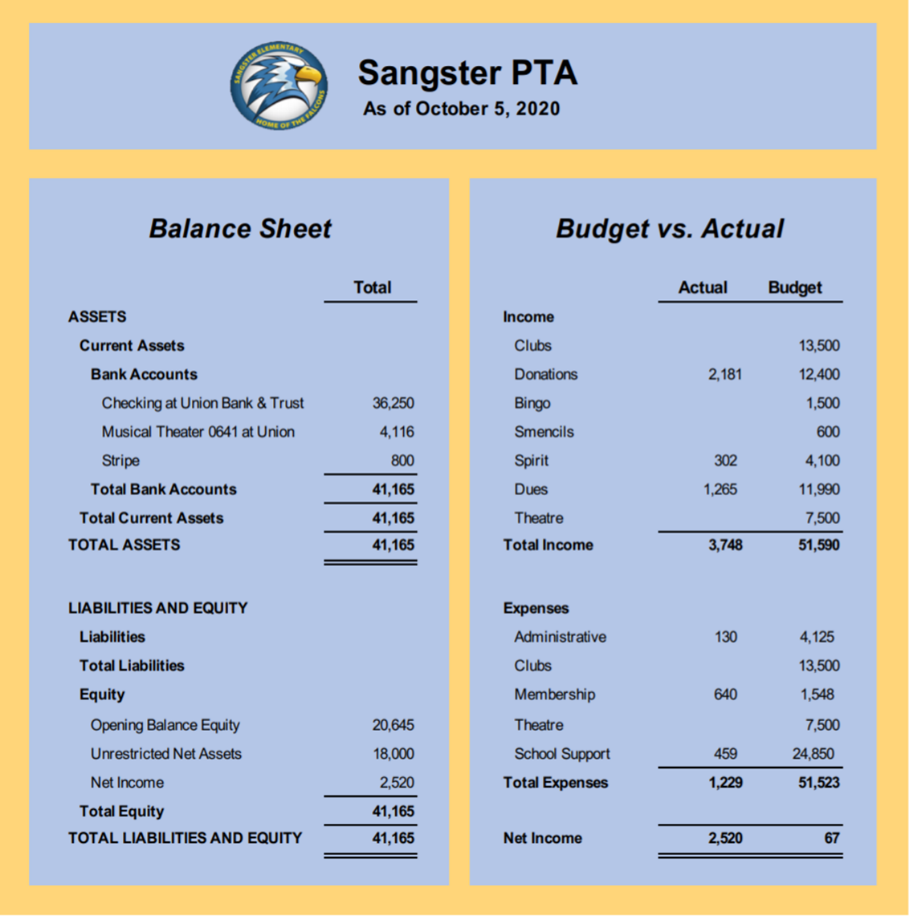 SANGSTER ELEMENTARY
HOME OF THE FALCONS
Sangster PTA
As of October 5, 2020
Balance Sheet
Total
ASSETS
Current Assets
Bank Accounts
Checking at Union Bank & Trust 36,250
Musical Theater 0641 at Union 4,116
Stripe 800
Total Bank Accounts 41,165
Total Current Assets 41,165
TOTAL ASSETS 41,165
LIABILITIES AND EQUITY
Liabilities
Total Liabilities
Equity
Opening Balance Equity 20,645
Unrestricted Net Assets 18,000
Net Income 2,520
Total Equity 41,165
TOTAL LIABILITIES AND EQUITY 41,165
Budget vs. Actual
Actual Budget
Income
Clubs 13,500
Donations 2,181 12,400
Bingo 1,500
Smencils 600
Spirit 302 4,100
Dues 1,265 11,990
Theatre 7,500
Total Income 3,748 51,590
Expenses
Administrative 130 4,125
Clubs 13,500
Membership 640 1,548
Theatre 7,500
School Support 459 24,850
Total Expenses 1,229 51,523
Net Income 2,520 67